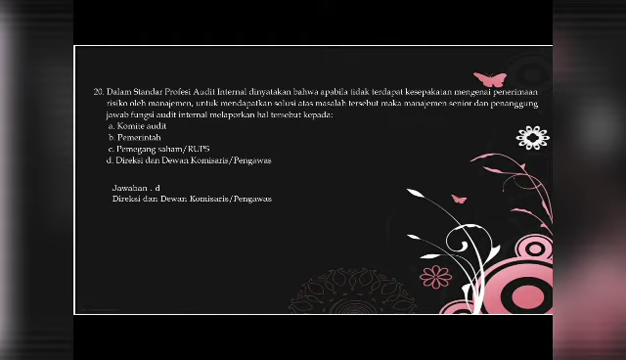 20. Dalam Standar Profesi Audit Internal dinyatakan bahwa apabila tidak terdapat kesepakatan mengenai penerimaan
risiko oleh manajemen, untuk mendapatkan solusi atas masalah tersebut maka manajemen senior dan penanggung
jawab fungsi audit internal melaporkan hal tersebut kepada:
a. Komite audit
b. Pemerintah
c. Pemegang saham/RUPS
d. Direksi dan Dewan Komisaris/Pengawas
Jawaban . d
Direksi dan Dewan Komisaris/Pengawas